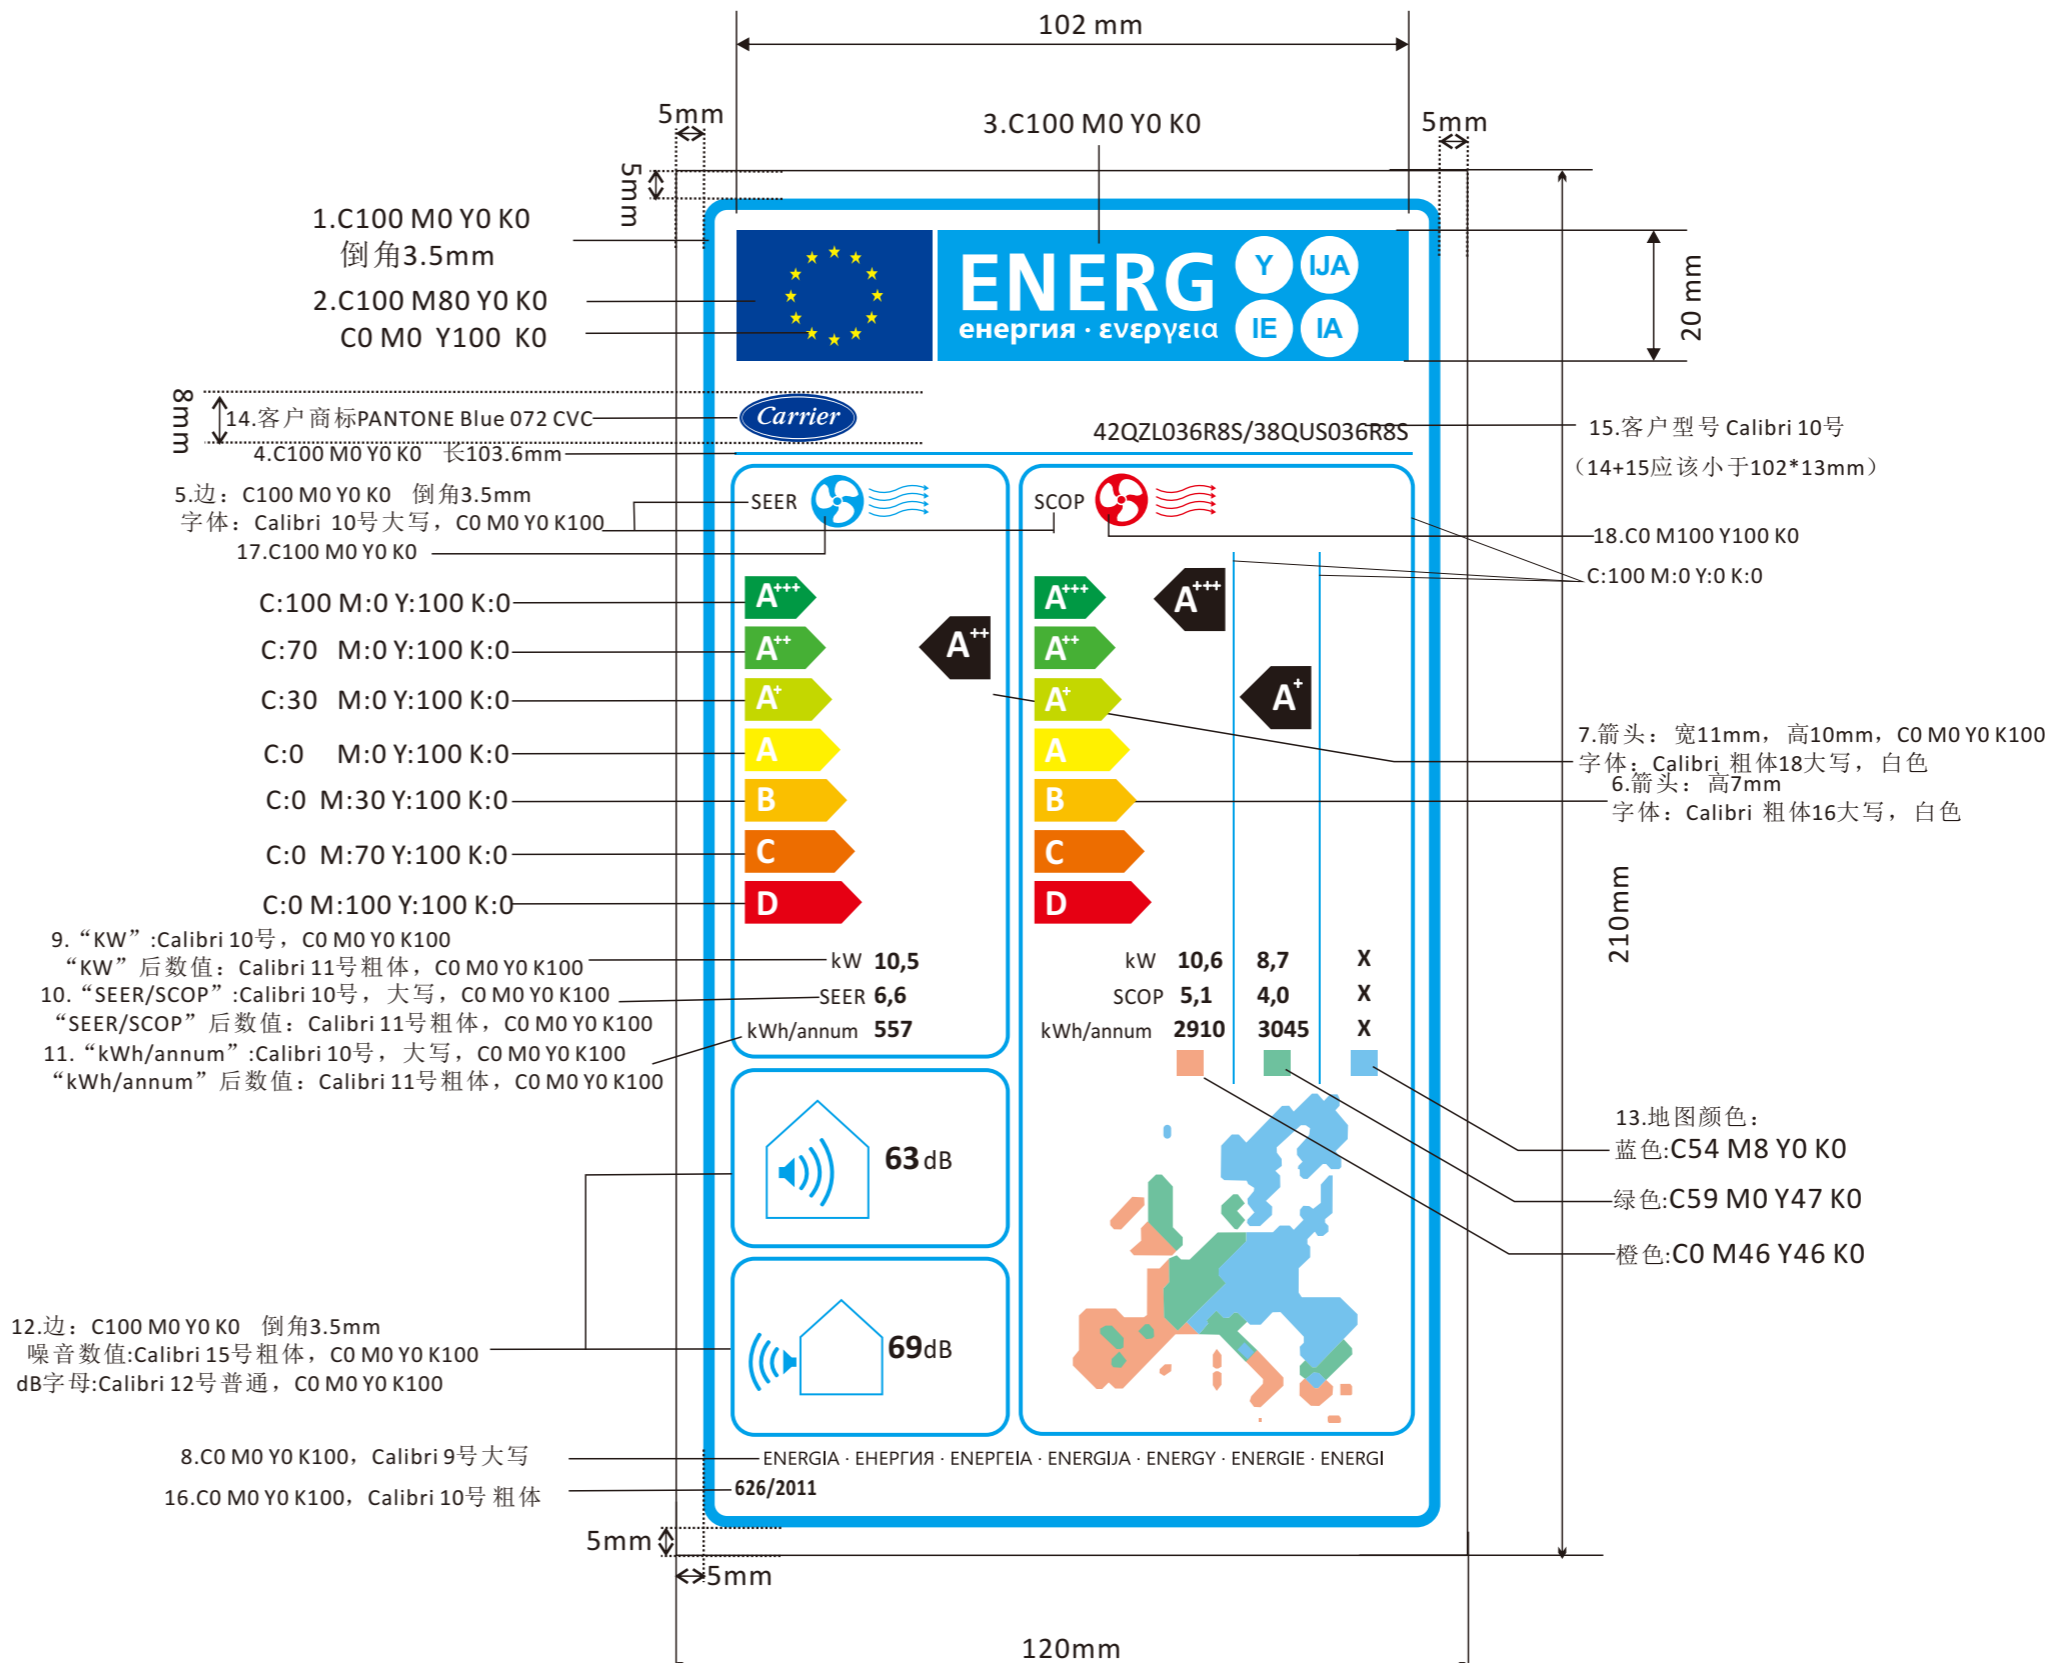 102 mm
5mm
3.C100 M0 Y0 K0
5mm
5mm
1.C100 M0 Y0 K0
倒角3.5mm
2.C100 M80 Y0 K0
C0 M0 Y100 K0
ENERG
енергия · ενεργεια
Y
IJA
IE
IA
20 mm
8mm
14.客户商标PANTONE Blue 072 CVC
Carrier
42QZL036R8S/38QUS036R8S
15.客户型号 Calibri 10号
（14+15应该小于102*13mm）
4.C100 M0 Y0 K0 长103.6mm
5.边：C100 M0 Y0 K0 倒角3.5mm
字体：Calibri 10号大写，C0 M0 Y0 K100
17.C100 M0 Y0 K0
SEER
SCOP
18.C0 M100 Y100 K0
C:100 M:0 Y:0 K:0
C:100 M:0 Y:100 K:0
C:70 M:0 Y:100 K:0
C:30 M:0 Y:100 K:0
C:0 M:0 Y:100 K:0
C:0 M:30 Y:100 K:0
C:0 M:70 Y:100 K:0
C:0 M:100 Y:100 K:0
A+++
A++
A+
A
B
C
D
A++
A+++
A++
A+
A
B
C
D
A+++
A+
7.箭头：宽11mm，高10mm，C0 M0 Y0 K100
字体：Calibri 粗体18大写，白色
6.箭头：高7mm
字体：Calibri 粗体16大写，白色
210mm
9.“KW”:Calibri 10号，C0 M0 Y0 K100
“KW”后数值：Calibri 11号粗体，C0 M0 Y0 K100
10.“SEER/SCOP”:Calibri 10号，大写，C0 M0 Y0 K100
“SEER/SCOP”后数值：Calibri 11号粗体，C0 M0 Y0 K100
11.“kWh/annum”:Calibri 10号，大写，C0 M0 Y0 K100
“kWh/annum”后数值：Calibri 11号粗体，C0 M0 Y0 K100
kW 10,5
SEER 6,6
kWh/annum 557
kW 10,6 8,7 X
SCOP 5,1 4,0 X
kWh/annum 2910 3045 X
63 dB
69dB
13.地图颜色：
蓝色:C54 M8 Y0 K0
绿色:C59 M0 Y47 K0
橙色:C0 M46 Y46 K0
12.边：C100 M0 Y0 K0 倒角3.5mm
噪音数值:Calibri 15号粗体，C0 M0 Y0 K100
dB字母:Calibri 12号普通，C0 M0 Y0 K100
8.C0 M0 Y0 K100，Calibri 9号大写
ENERGIA · ЕНЕРГИЯ · ΕΝΕΡΓΕΙΑ · ENERGIJA · ENERGY · ENERGIE · ENERGI
16.C0 M0 Y0 K100，Calibri 10号 粗体
626/2011
5mm
5mm
120mm